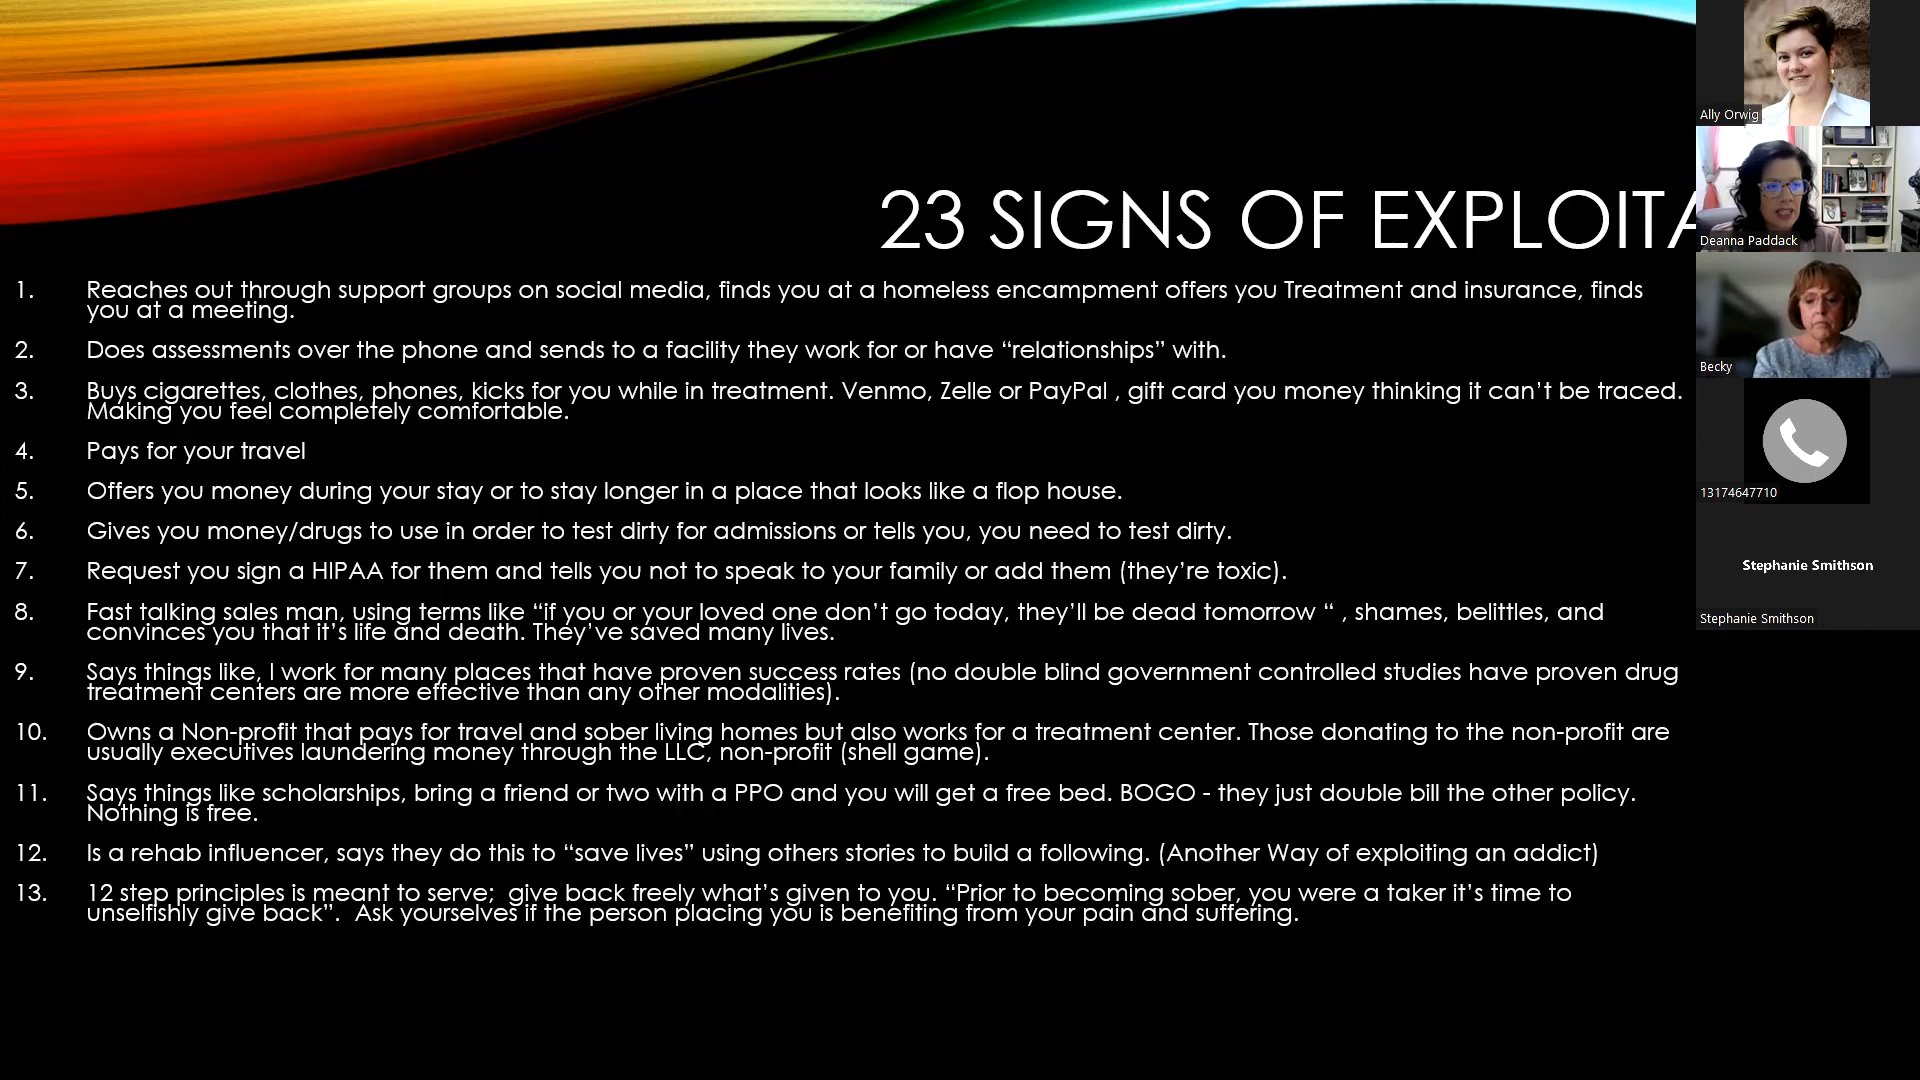 23 SIGNS OF EXPLOITA
1. Reaches out through support groups on social media, finds you at a homeless encampment offers you Treatment and insurance, finds
you at a meeting.
2. Does assessments over the phone and sends to a facility they work for or have “relationships” with.
3. Buys cigarettes, clothes, phones, kicks for you while in treatment. Venmo, Zelle or PayPal , gift card you money thinking it can’t be traced.
Making you feel completely comfortable.
4. Pays for your travel
5. Offers you money during your stay or to stay longer in a place that looks like a flop house.
6. Gives you money/drugs to use in order to test dirty for admissions or tells you, you need to test dirty.
7. Request you sign a HIPAA for them and tells you not to speak to your family or add them (they’re toxic).
8. Fast talking sales man, using terms like “if you or your loved one don’t go today, they’ll be dead tomorrow “ , shames, belittles, and
convinces you that it’s life and death. They’ve saved many lives.
9. Says things like, I work for many places that have proven success rates (no double blind government controlled studies have proven drug
treatment centers are more effective than any other modalities).
10. Owns a Non-profit that pays for travel and sober living homes but also works for a treatment center. Those donating to the non-profit are
usually executives laundering money through the LLC, non-profit (shell game).
11. Says things like scholarships, bring a friend or two with a PPO and you will get a free bed. BOGO - they just double bill the other policy.
Nothing is free.
12. Is a rehab influencer, says they do this to “save lives” using others stories to build a following. (Another Way of exploiting an addict)
13. 12 step principles is meant to serve;  give back freely what’s given to you. “Prior to becoming sober, you were a taker it’s time to
unselfishly give back”.  Ask yourselves if the person placing you is benefiting from your pain and suffering.
Ally Orwig
Deanna Paddack
Becky
13174647710
Stephanie Smithson
Stephanie Smithson